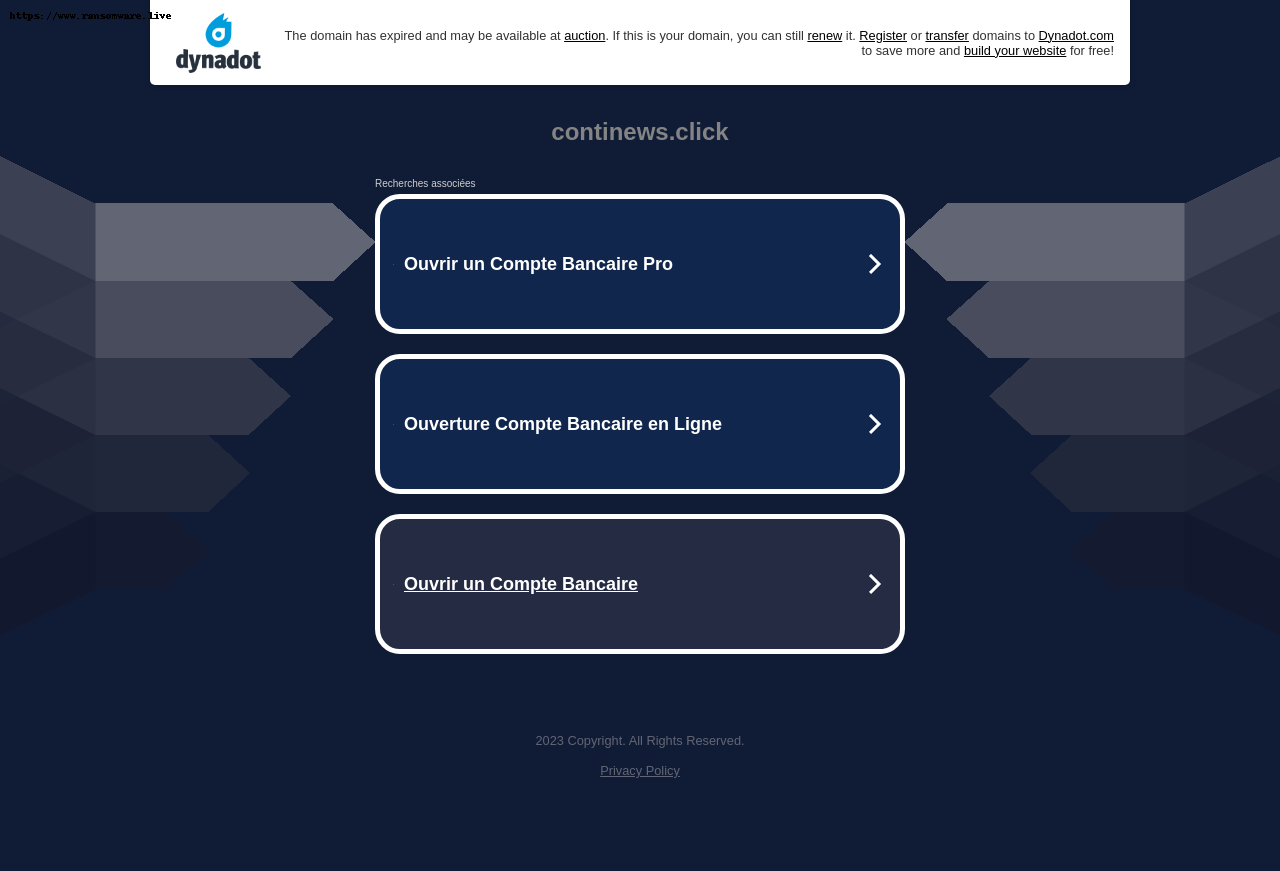 https://www.ransomware.live
dynadot
The domain has expired and may be available at auction. If this is your domain, you can still renew it. Register or transfer domains to Dynadot.com
to save more and build your website for free!
continews.click
Recherches associées
Ouvrir un Compte Bancaire Pro
Ouverture Compte Bancaire en Ligne
Ouvrir un Compte Bancaire
2023 Copyright. All Rights Reserved.
Privacy Policy